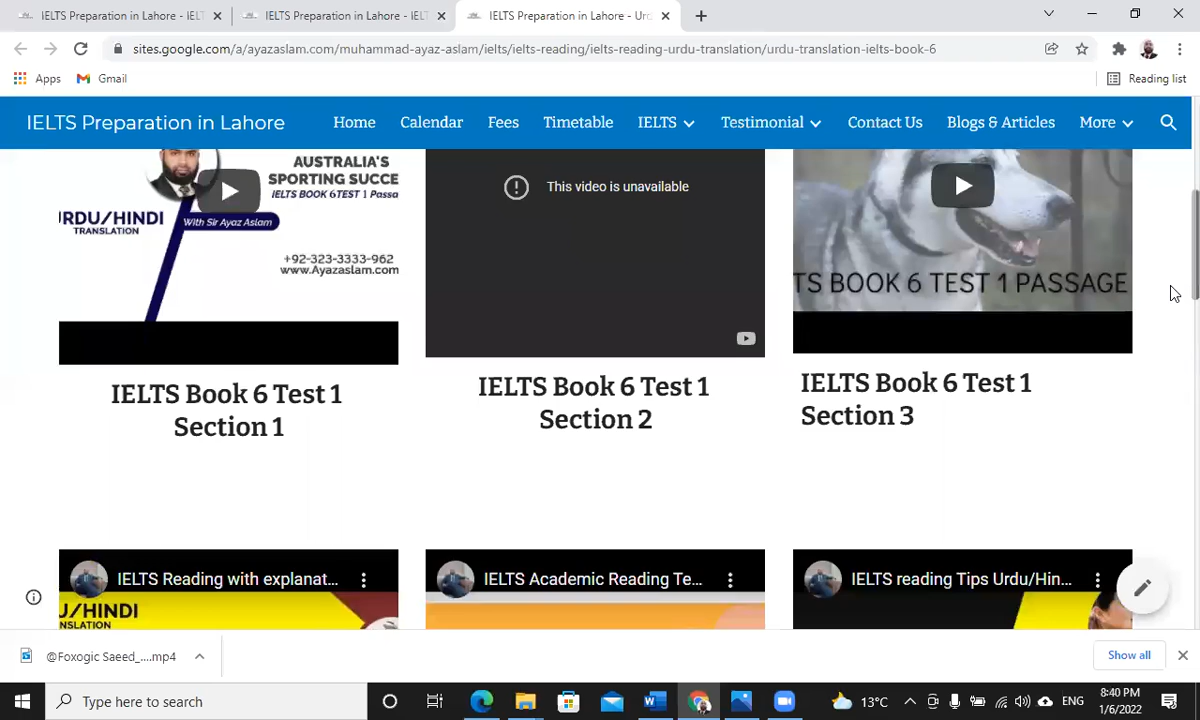 IELTS Preparation in Lahore - IELT
IELTS Preparation in Lahore - IELT
IELTS Preparation in Lahore - Urd
sites.google.com/a/ayazaslam.com/muhammad-ayaz-aslam/ielts/ielts-reading/ielts-reading-urdu-translation/urdu-translation-ielts-book-6
Apps
Gmail
Reading list
IELTS Preparation in Lahore
Home
Calendar
Fees
Timetable
IELTS
Testimonial
Contact Us
Blogs & Articles
More
AUSTRALIA'S
SPORTING SUCCE
IELTS BOOK 6TEST 1 Passa
URDU/HINDI
TRANSLATION
With Sir Ayaz Aslam
+92-323-3333-962
www.Ayazaslam.com
This video is unavailable
TS BOOK 6 TEST 1 PASSAGE
IELTS Book 6 Test 1
Section 1
IELTS Book 6 Test 1
Section 2
IELTS Book 6 Test 1
Section 3
IELTS Reading with explanat...
IELTS Academic Reading Te...
IELTS reading Tips Urdu/Hin...
U/HINDI
NSLATION
@Foxogic Saeed_....mp4
Show all
Type here to search
13°C
ENG
8:40 PM
1/6/2022